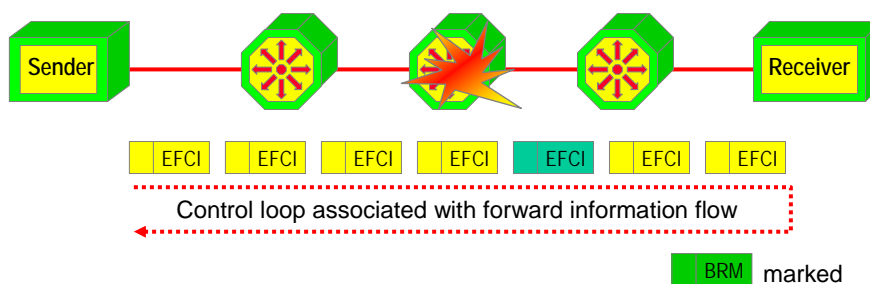 Sender Receiver
EFCI EFCI EFCI EFCI EFCI EFCI EFCI
Control loop associated with forward information flow
BRM marked